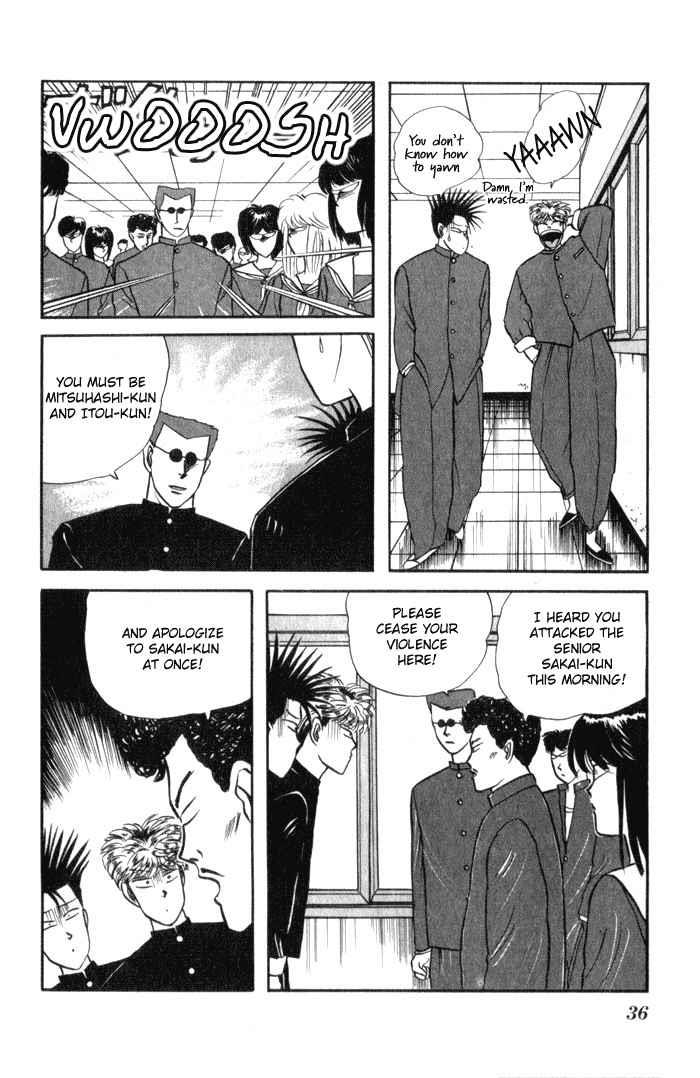 YAAAWN
You don't
know how
to yawn
Damn, I'm
wasted.
VWOOOOSH
YOU MUST BE
MITSUHASHI-KUN
AND ITOU-KUN!
I HEARD YOU
ATTACKED THE
SENIOR
SAKAI-KUN
THIS MORNING!
PLEASE
CEASE YOUR
VIOLENCE
HERE!
AND APOLOGIZE
TO SAKAI-KUN
AT ONCE!
36